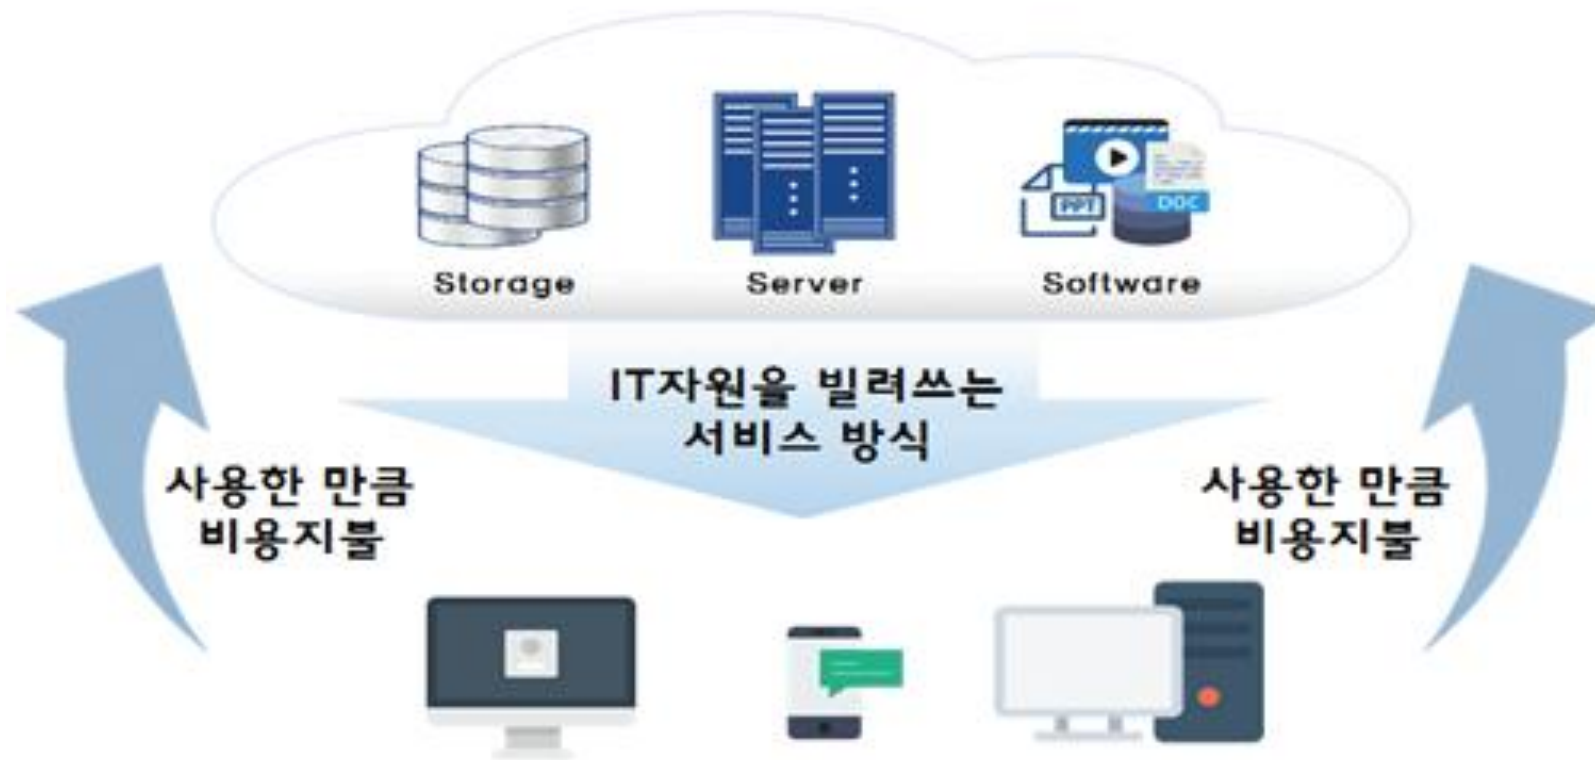 PPT
DOC
Storage
Server
Software
IT자원을 빌려쓰는
서비스 방식
사용한 만큼
비용지불
사용한 만큼
비용지불